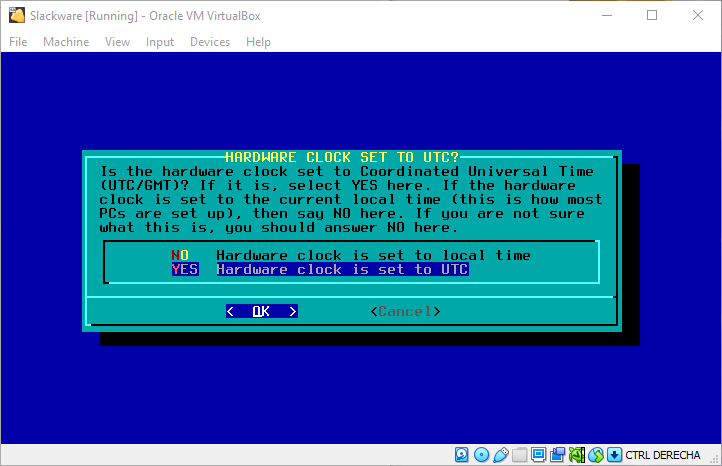 Slackware [Running] - Oracle VM VirtualBox
File Machine View Input Devices Help
HARDWARE CLOCK SET TO UTC?
Is the hardware clock set to Coordinated Universal Time
(UTC/GMT)? If it is, select YES here. If the hardware
clock is set to the current local time (this is how most
PCs are set up), then say NO here. If you are not sure
what this is, you should answer NO here.
NO Hardware clock is set to local time
YES Hardware clock is set to UTC
< OK > <Cancel>
CTRL DERECHA